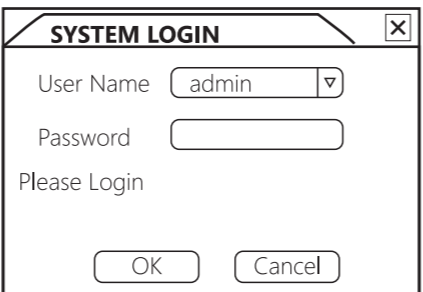 SYSTEM LOGIN
User Name admin
Password
Please Login
OK Cancel